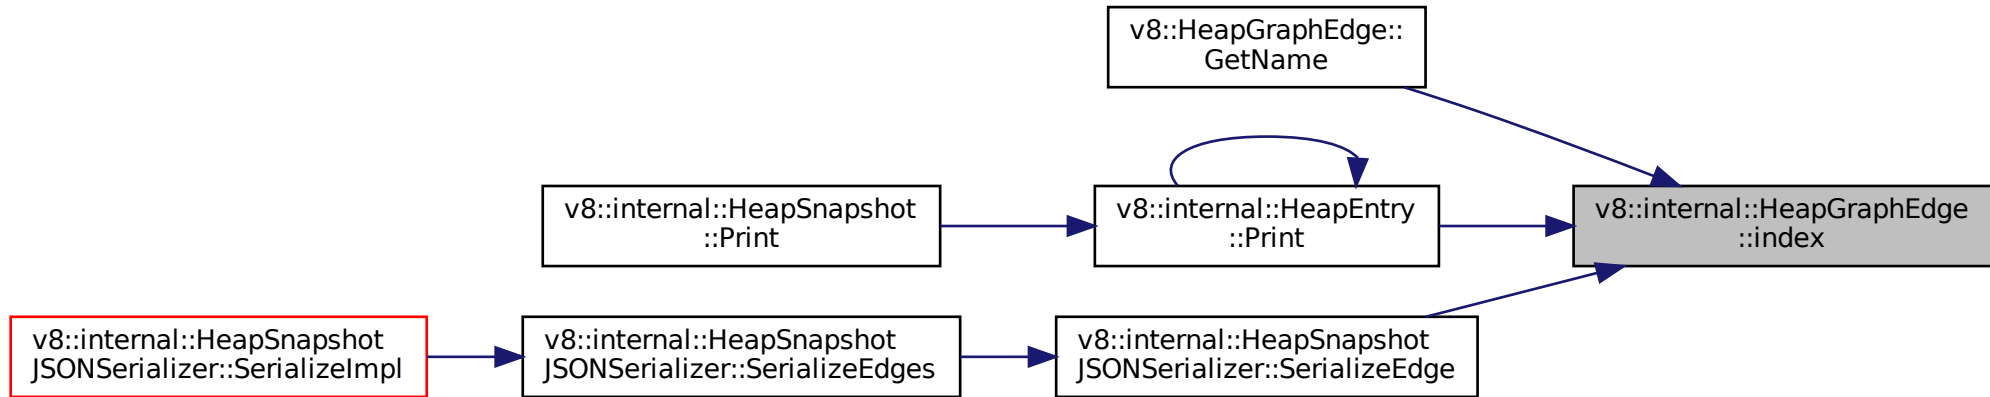 v8::HeapGraphEdge::
GetName
v8::internal::HeapSnapshot
::Print
v8::internal::HeapEntry
::Print
v8::internal::HeapGraphEdge
::index
v8::internal::HeapSnapshot
JSONSerializer::SerializeImpl
v8::internal::HeapSnapshot
JSONSerializer::SerializeEdges
v8::internal::HeapSnapshot
JSONSerializer::SerializeEdge